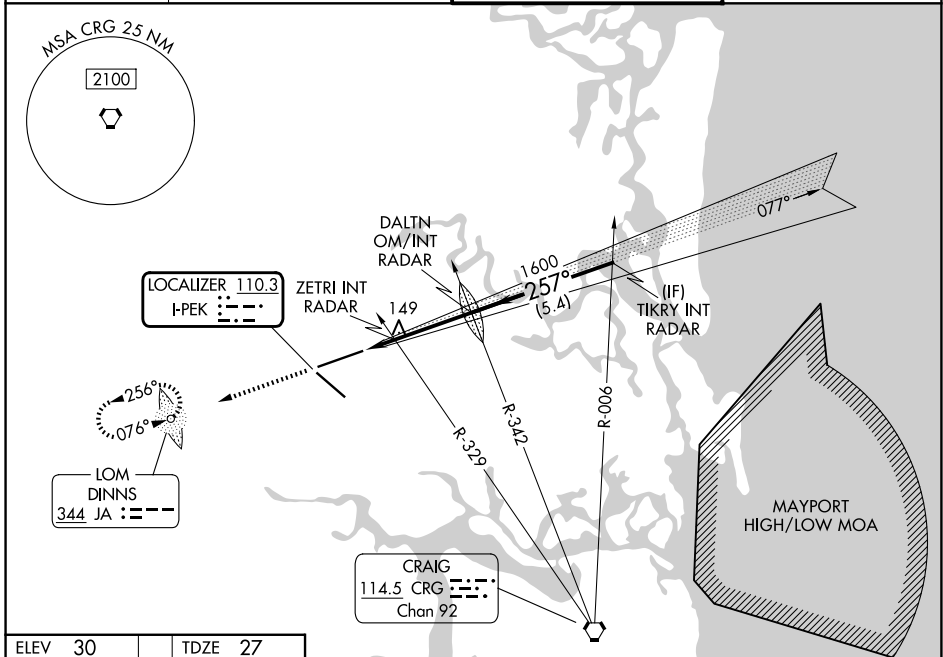 MSA CRG 25 NM
2100
DALTN
OM/INT
RADAR
077°
1600
257°
(5.4)
LOCALIZER 110.3
I-PEK
ZETRI INT
RADAR
149
(IF)
TIKRY INT
RADAR
256°
076°
R-329
R-342
R-006
LOM
DINNS
344 JA
MAYPORT
HIGH/LOW MOA
CRAIG
114.5 CRG
Chan 92
ELEV 30
TDZE 27